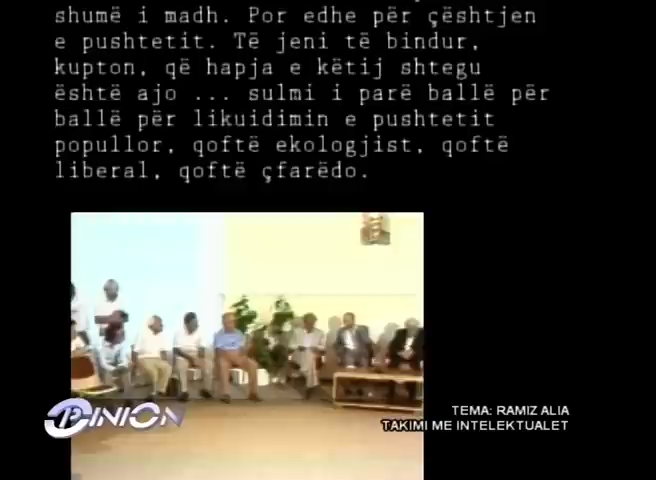 shumë i madh. Por edhe për çështjen
e pushtetit. Të jeni të bindur,
kupton, që hapja e këtij shtegu
është ajo ... sulmi i parë ballë për
ballë për likuidimin e pushtetit
popullor, qoftë ekologjist, qoftë
liberal, qoftë çfarëdo.
OPINION
TEMA: RAMIZ ALIA
TAKIMI ME INTELEKTUALET